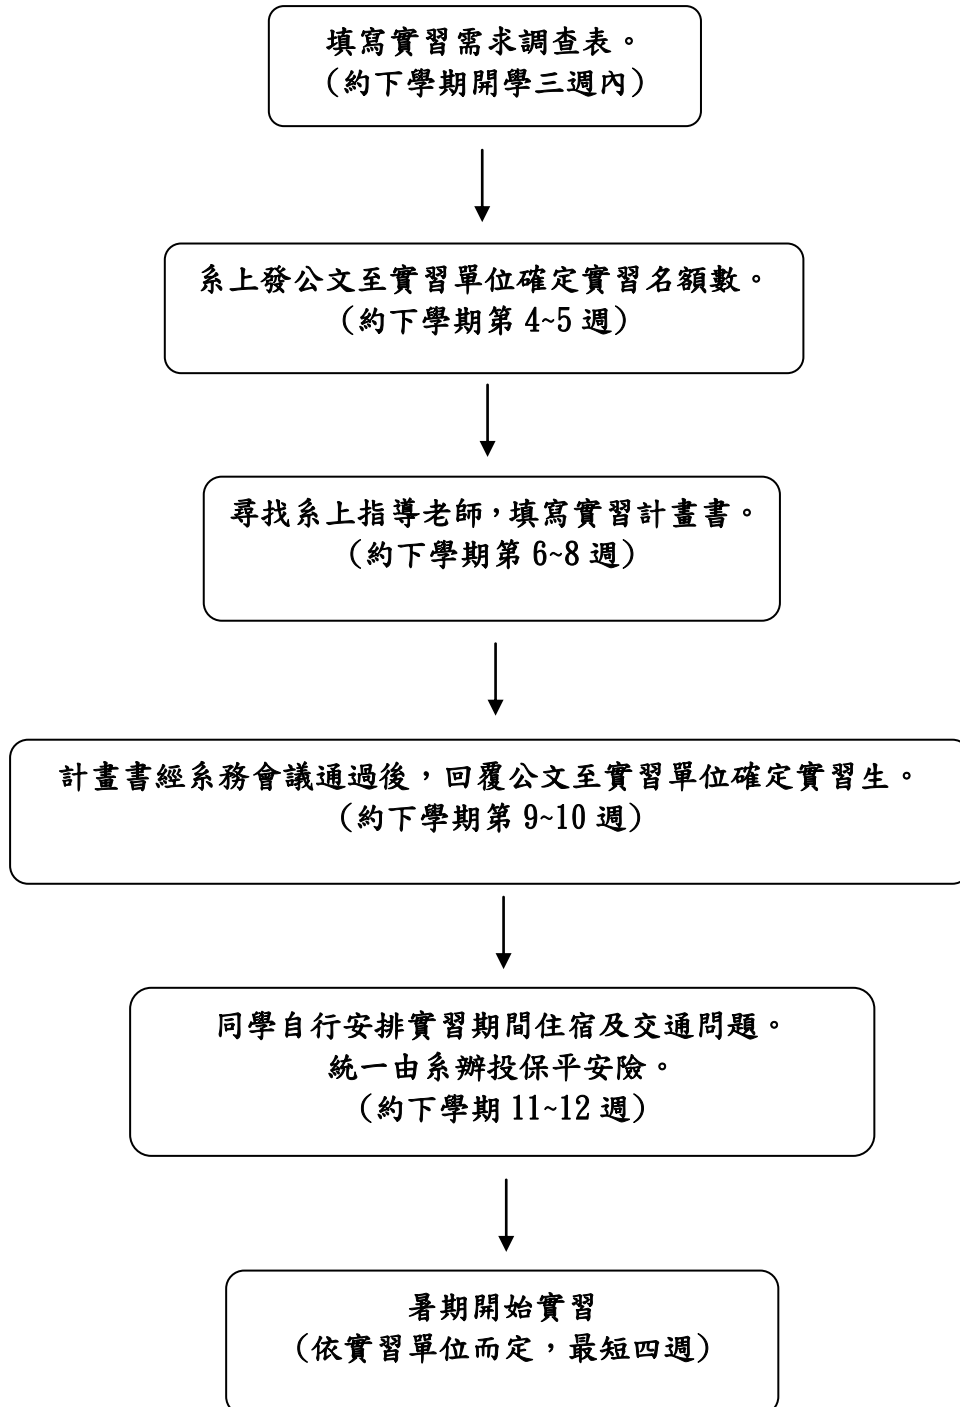 填寫實習需求調查表。
(約下學期開學三週內)
系上發公文至實習單位確定實習名額數。
(約下學期第 4~5 週)
尋找系上指導老師，填寫實習計畫書。
(約下學期第 6~8 週)
計畫書經系務會議通過後，回覆公文至實習單位確定實習生。
(約下學期第 9~10 週)
同學自行安排實習期間住宿及交通問題。
統一由系辦投保平安險。
(約下學期 11~12 週)
暑期開始實習
(依實習單位而定，最短四週)